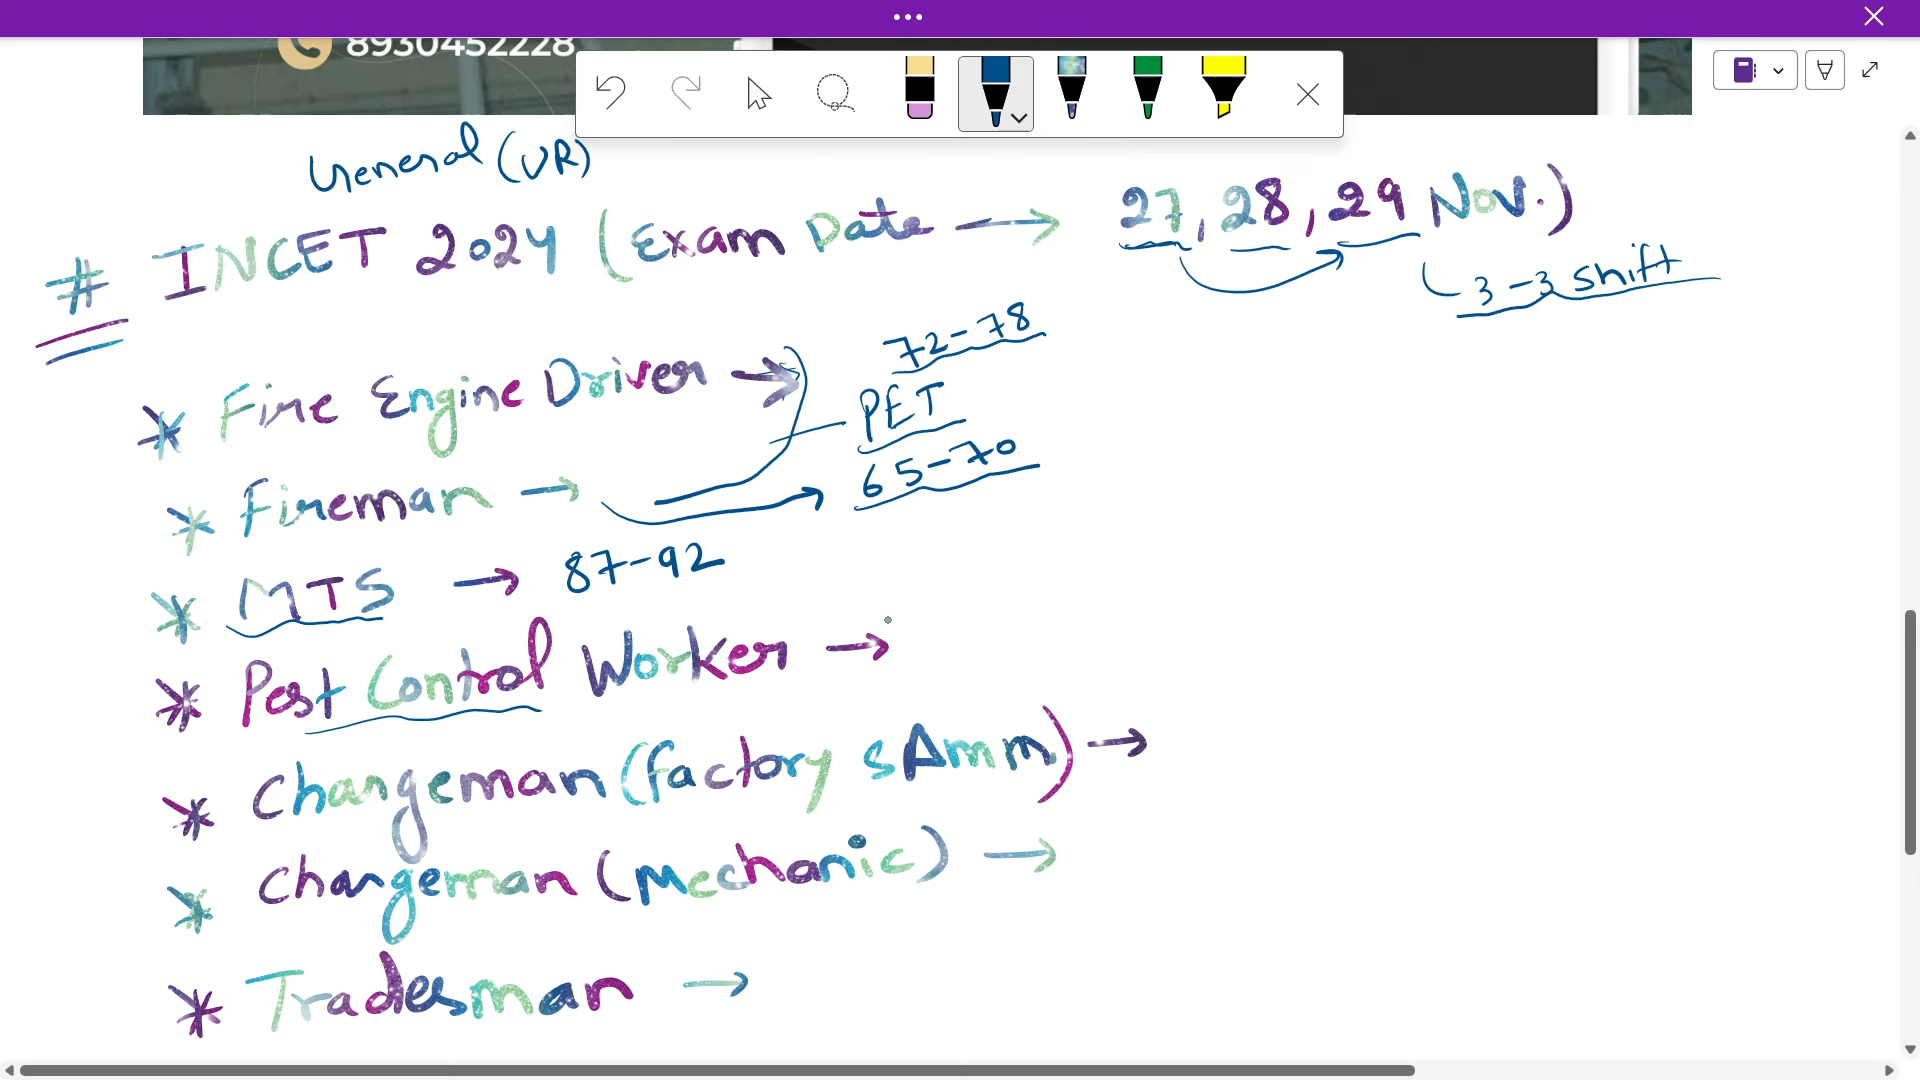 8930452228
General (UR)
# INCET 2024 (Exam Date → 27, 28, 29 Nov.)
3-3 shift
72-78
* Fire Engine Driver →
PET
65-70
* Fireman →
* MTS → 87-92
* Pest Control Worker →
* Chargeman (factory sAmm) →
* Chargeman (Mechanic) →
* Tradesman →